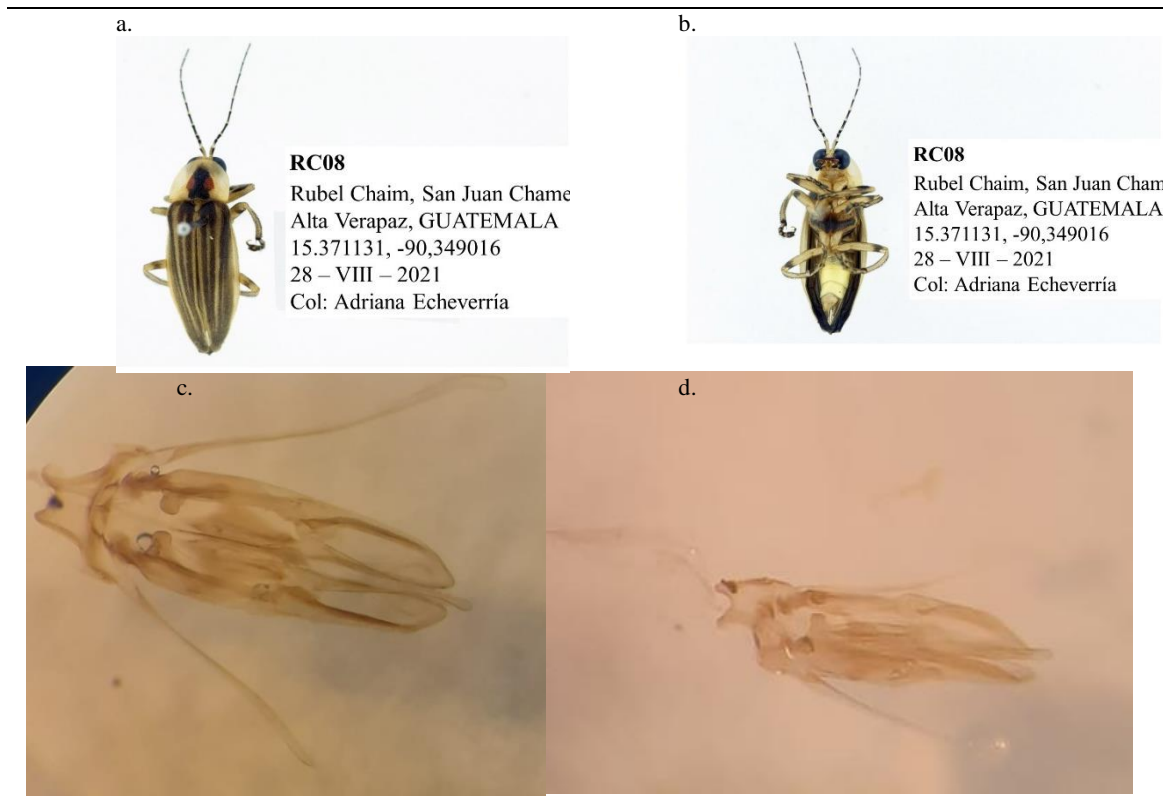 a.
b.
RC08
Rubel Chaim, San Juan Chame
Alta Verapaz, GUATEMALA
15.371131, -90,349016
28 – VIII – 2021
Col: Adriana Echeverría
RC08
Rubel Chaim, San Juan Cham
Alta Verapaz, GUATEMALA
15.371131, -90,349016
28 – VIII – 2021
Col: Adriana Echeverría
c.
d.